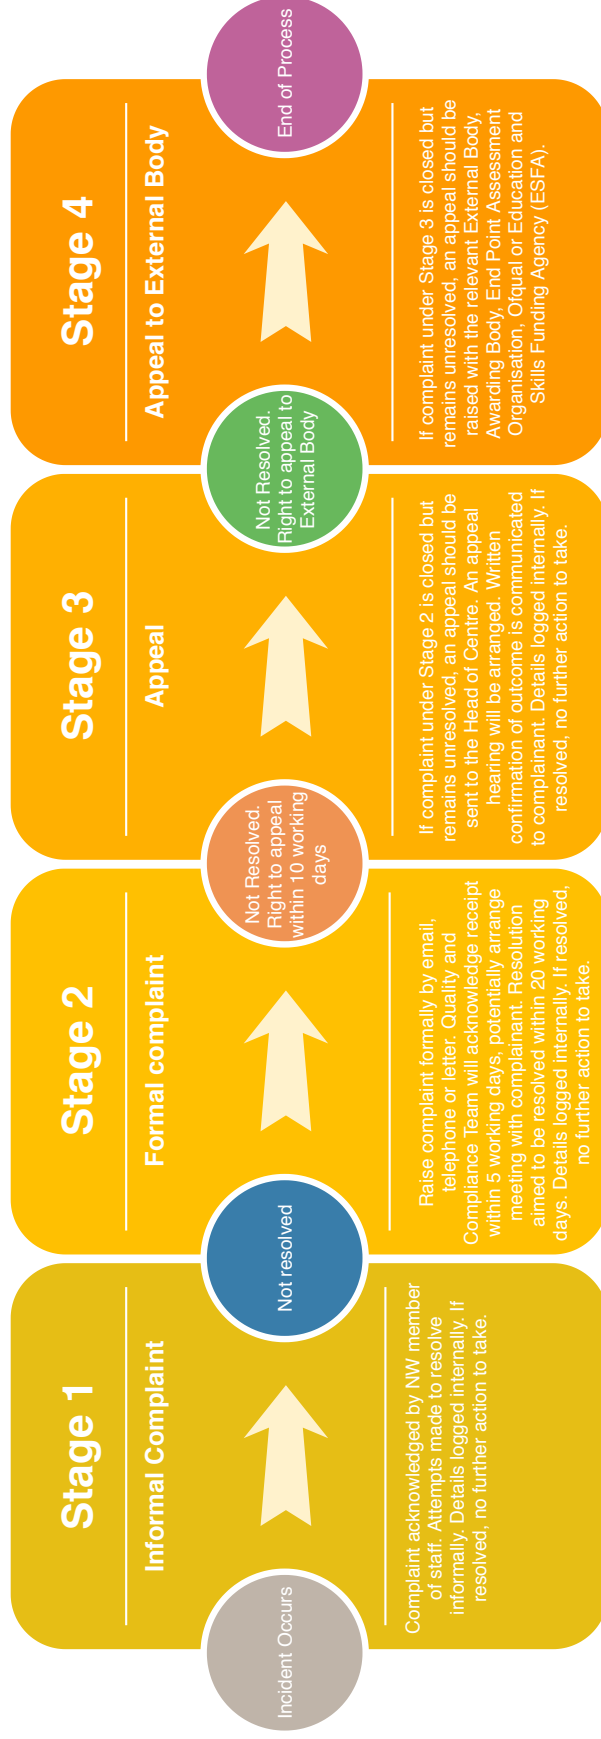 Incident Occurs
Stage 1
Informal Complaint
Complaint acknowledged by NW member
of staff. Attempts made to resolve
informally. Details logged internally. If
resolved, no further action to take.
Not resolved
Stage 2
Formal complaint
Raise complaint formally by email,
telephone or letter. Quality and
Compliance Team will acknowledge receipt
within 5 working days, potentially arrange
meeting with complainant. Resolution
aimed to be resolved within 20 working
days. Details logged internally. If resolved,
no further action to take.
Not Resolved.
Right to appeal
within 10 working
days
Stage 3
Appeal
If complaint under Stage 2 is closed but
remains unresolved, an appeal should be
sent to the Head of Centre. An appeal
hearing will be arranged. Written
confirmation of outcome is communicated
to complainant. Details logged internally. If
resolved, no further action to take.
Not Resolved.
Right to appeal to
External Body
Stage 4
Appeal to External Body
If complaint under Stage 3 is closed but
remains unresolved, an appeal should be
raised with the relevant External Body,
Awarding Body, End Point Assessment
Organisation, Ofqual or Education and
Skills Funding Agency (ESFA).
End of Process